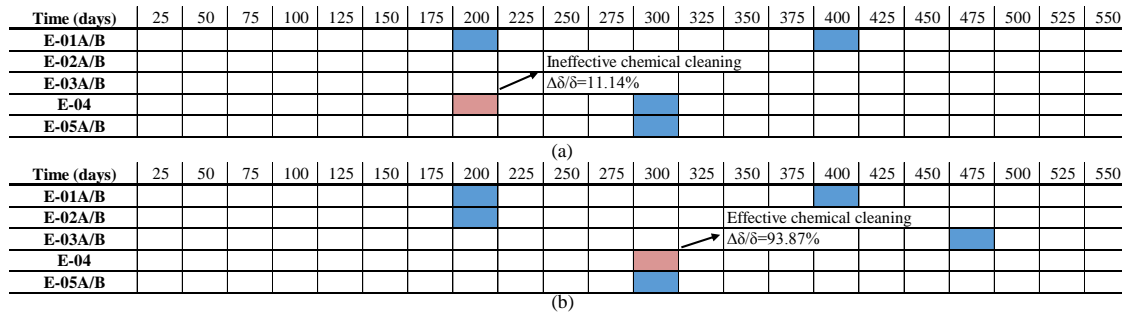 Time (days) 25 50 75 100 125 150 175 200 225 250 275 300 325 350 375 400 425 450 475 500 525 550
E-01A/B
E-02A/B Ineffective chemical cleaning
E-03A/B Δδ/δ=11.14%
E-04
E-05A/B
(a)
Time (days) 25 50 75 100 125 150 175 200 225 250 275 300 325 350 375 400 425 450 475 500 525 550
E-01A/B
E-02A/B Effective chemical cleaning
E-03A/B Δδ/δ=93.87%
E-04
E-05A/B
(b)